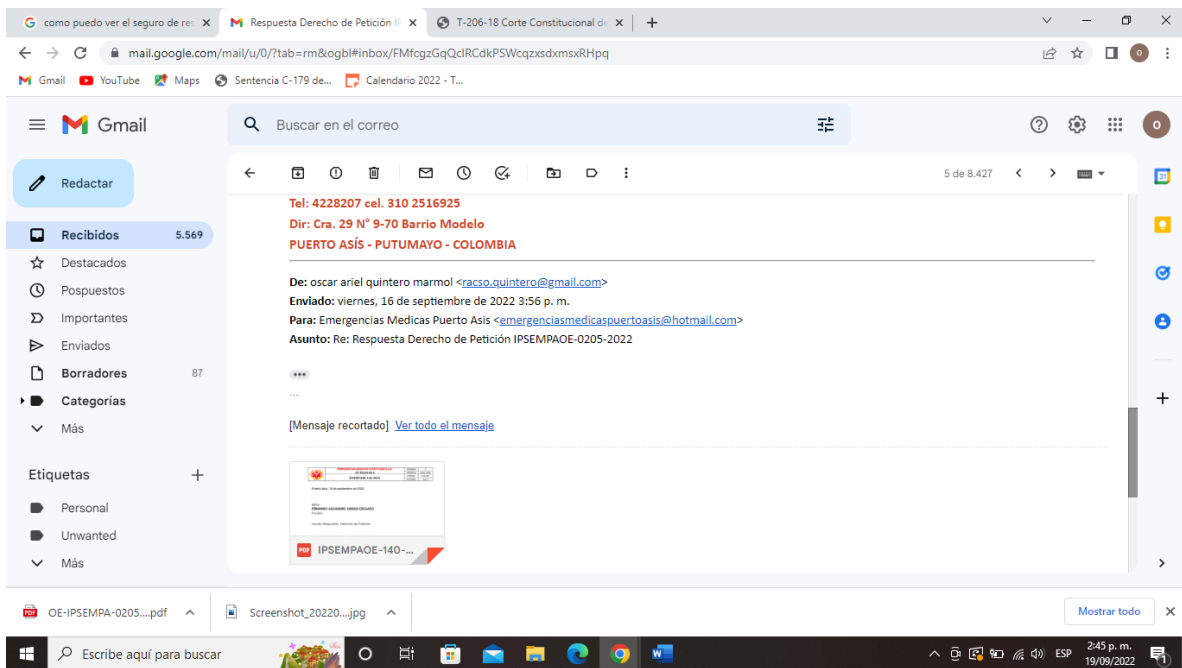 como puedo ver el seguro de res
Respuesta Derecho de Petición IP
T-206-18 Corte Constitucional de
mail.google.com/mail/u/0/?tab=rm&ogbl#inbox/FMfcgzGqQclRCdkPSWcqzxsdxmsxRHpq
Gmail YouTube Maps Sentencia C-179 de... Calendario 2022 - T...
Gmail
Buscar en el correo
Redactar
5 de 8.427
Recibidos 5.569
Destacados
Pospuestos
Importantes
Enviados
Borradores 87
Categorías
Más
Etiquetas
Personal
Unwanted
Más
Tel: 4228207 cel. 310 2516925
Dir: Cra. 29 N° 9-70 Barrio Modelo
PUERTO ASÍS - PUTUMAYO - COLOMBIA
De: oscar ariel quintero marmol <racso.quintero@gmail.com>
Enviado: viernes, 16 de septiembre de 2022 3:56 p. m.
Para: Emergencias Medicas Puerto Asis <emergenciasmedicaspuertoasis@hotmail.com>
Asunto: Re: Respuesta Derecho de Petición IPSEMPAOE-0205-2022
...
[Mensaje recortado] Ver todo el mensaje
PDF IPSEMPAOE-140-...
OE-IPSEMPA-0205....pdf
Screenshot_20220....jpg
Mostrar todo
Escribe aquí para buscar
ESP
2:45 p. m.
19/09/2022